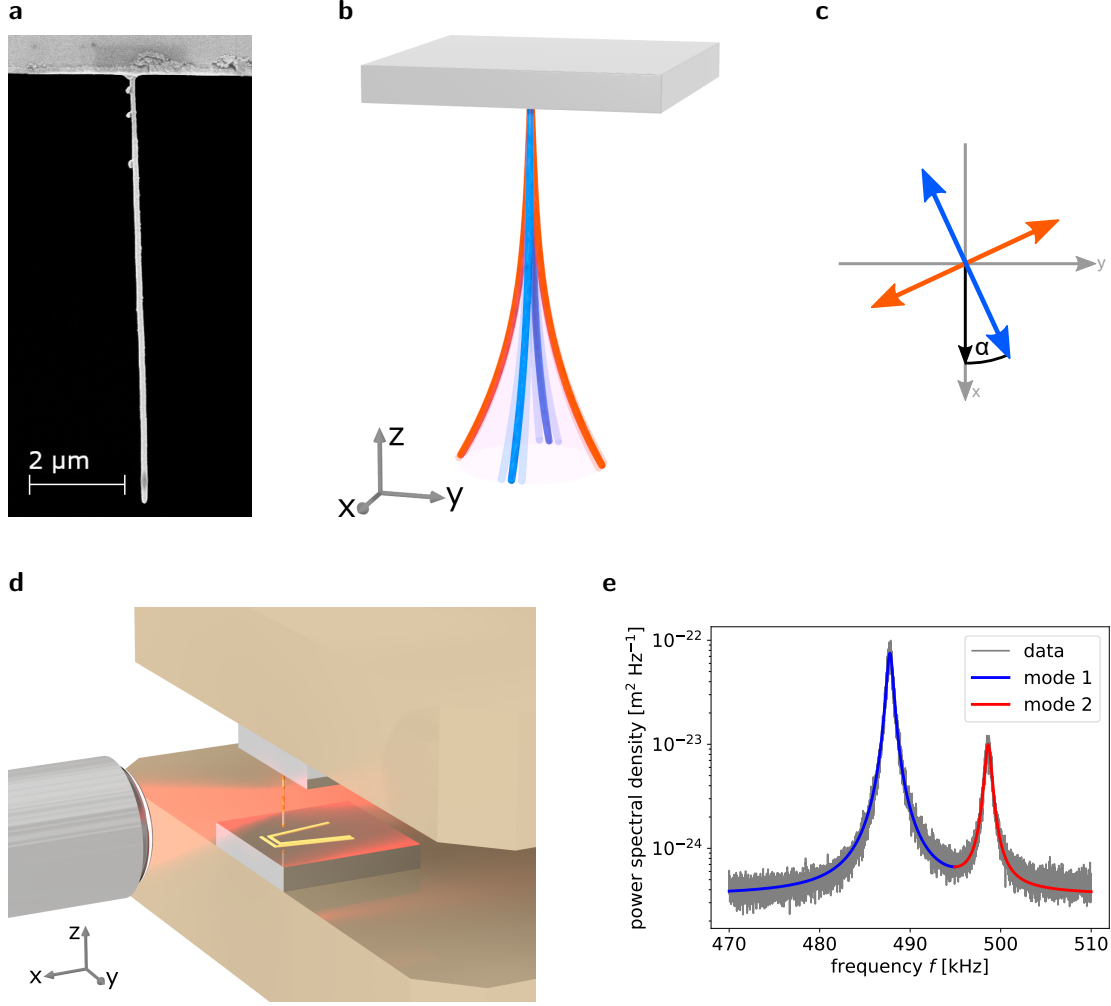 a
2 µm
b
z
x
y
c
y
α
x
d
z
x
y
e
power spectral density [m² Hz⁻¹]
10⁻²²
10⁻²³
10⁻²⁴
data
mode 1
mode 2
470
480
490
500
510
frequency f [kHz]